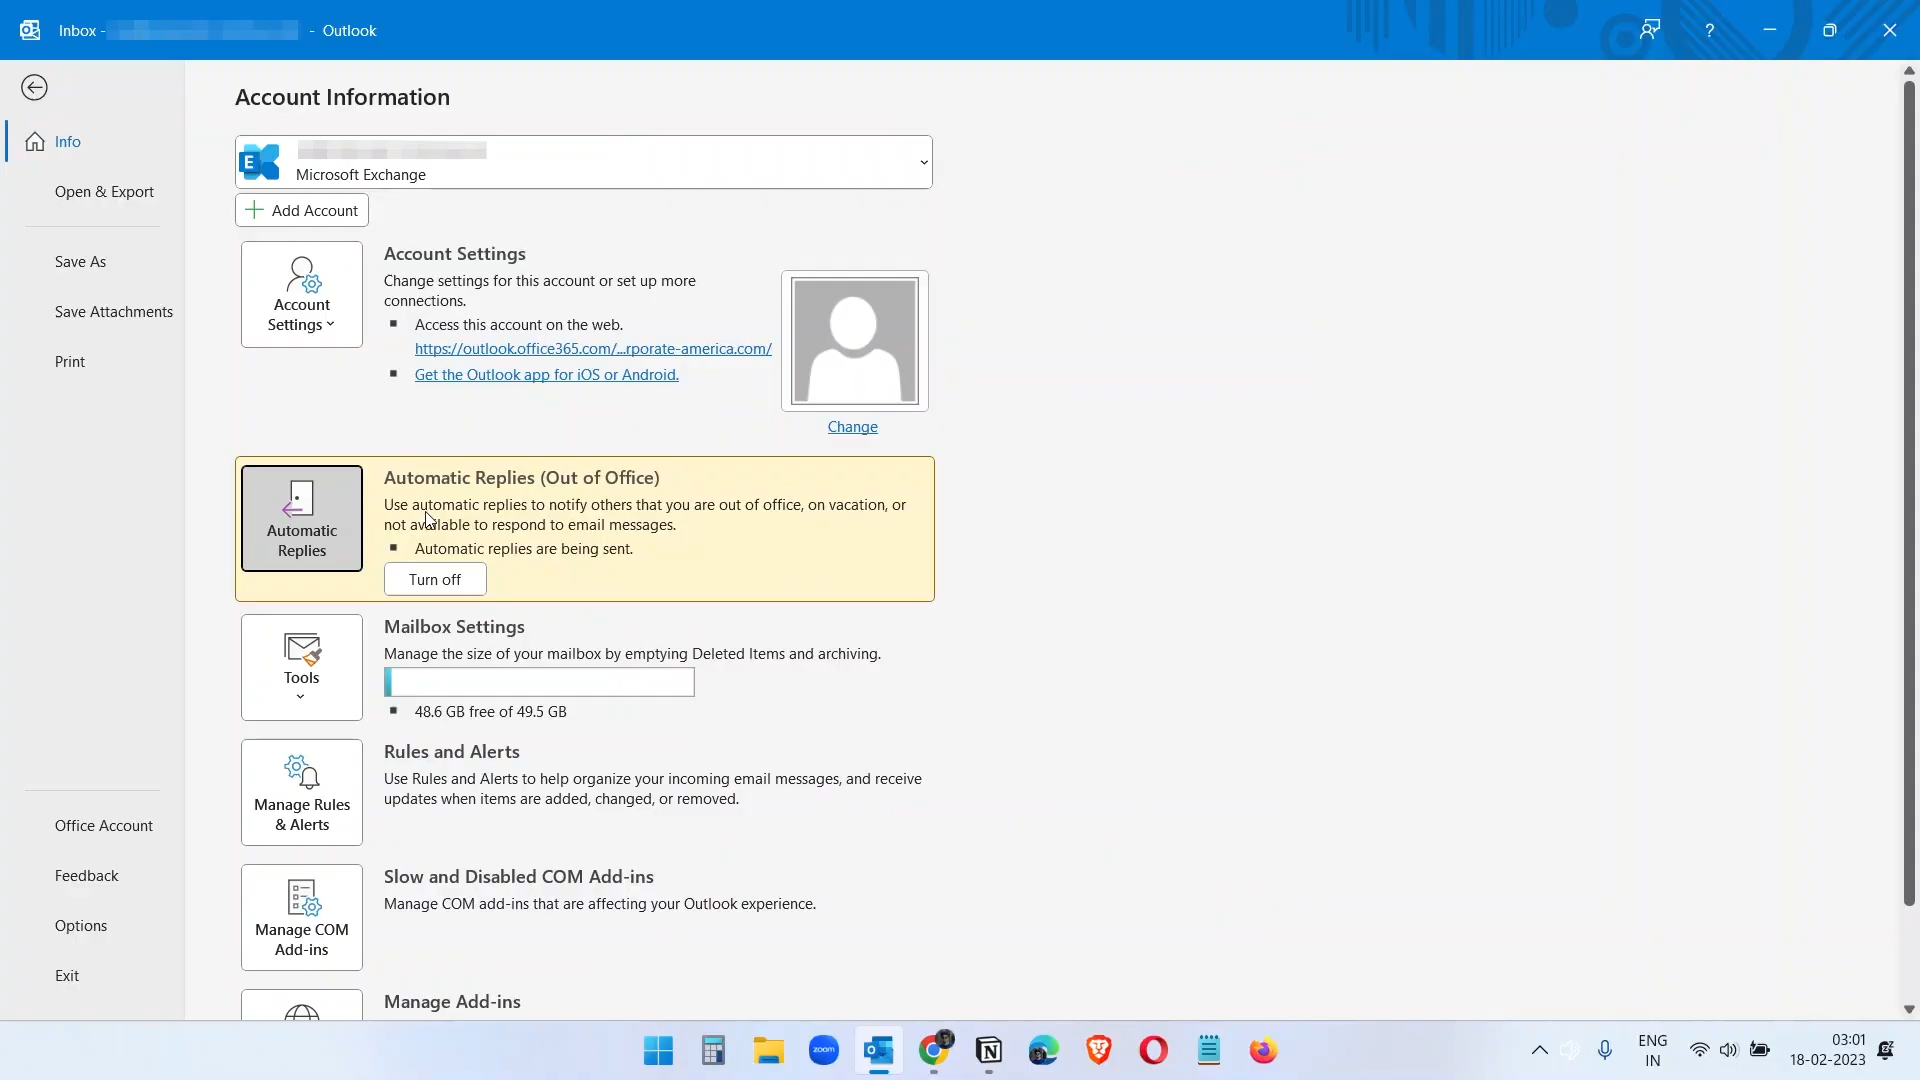 Inbox - - Outlook
?
Account Information
Info
E
Microsoft Exchange
Open & Export
Add Account
Save As
Save Attachments
Print
Account Settings
Account Settings
Change settings for this account or set up more
connections.
Access this account on the web.
https://outlook.office365.com/...rporate-america.com/
Get the Outlook app for iOS or Android.
Change
Automatic
Replies
Automatic Replies (Out of Office)
Use automatic replies to notify others that you are out of office, on vacation, or
not available to respond to email messages.
Automatic replies are being sent.
Turn off
Tools
Mailbox Settings
Manage the size of your mailbox by emptying Deleted Items and archiving.
48.6 GB free of 49.5 GB
Manage Rules
& Alerts
Rules and Alerts
Use Rules and Alerts to help organize your incoming email messages, and receive
updates when items are added, changed, or removed.
Office Account
Feedback
Options
Exit
Manage COM
Add-ins
Slow and Disabled COM Add-ins
Manage COM add-ins that are affecting your Outlook experience.
Manage Add-ins
zoom
ENG
IN
03:01
18-02-2023